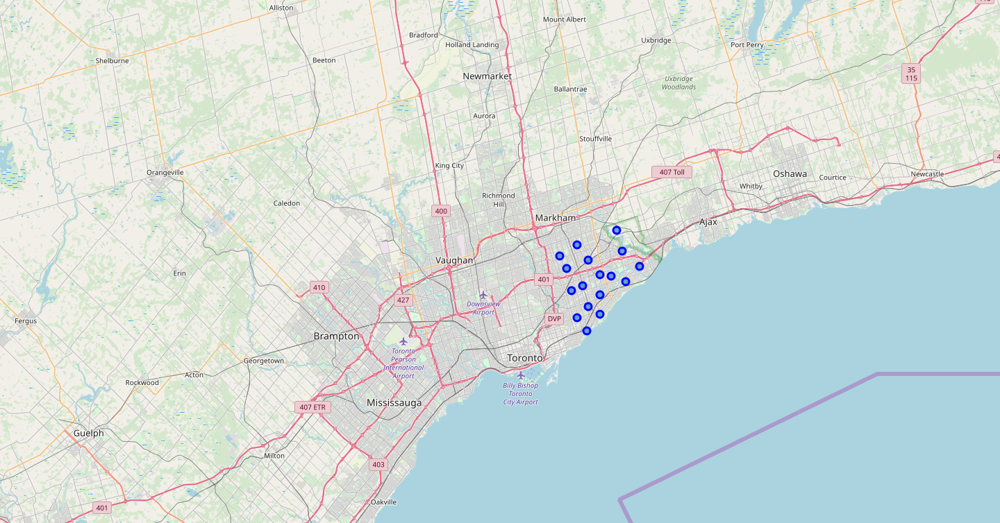 115
Alliston
Mount Albert
Bradford
Holland Landing
Uxbridge
Port Perry
Shelburne
Beeton
35
115
Newmarket
Uxbridge
Woodlands
Ballantrae
Aurora
Stouffville
4
King City
Orangeville
407 Toll
Oshawa
Newcastle
Courtice
Whitby
Richmond
Hill
Caledon
400
Markham
Ajax
Vaughan
Erin
401
410
427
Downsview
Airport
DVP
Fergus
Brampton
Toronto
Pearson
International
Airport
Toronto
Georgetown
Acton
Rockwood
Billy Bishop
Toronto
City Airport
Mississauga
407 ETR
Guelph
Milton
403
Oakville
401